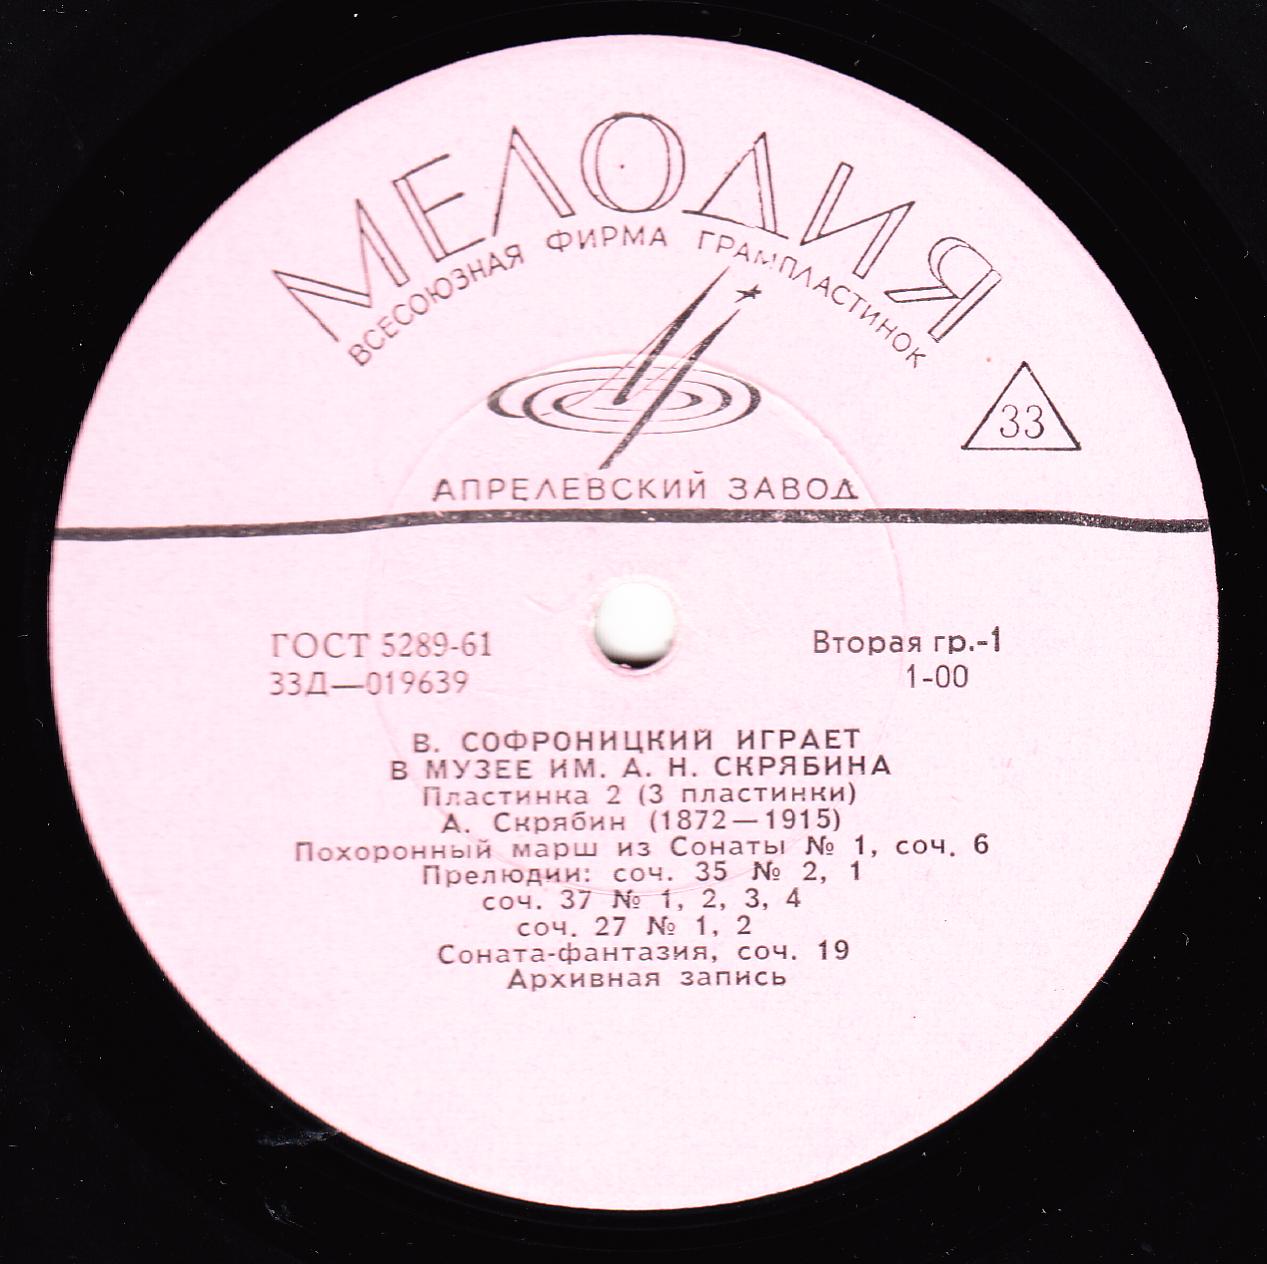 МЕЛОДИЯ
ВСЕСОЮЗНАЯ ФИРМА ГРАМПЛАСТИНОК
33
АПРЕЛЕВСКИЙ ЗАВОД
ГОСТ 5289-61
33Д—019639
Вторая гр.-1
1-00
В. СОФРОНИЦКИЙ ИГРАЕТ
В МУЗЕЕ ИМ. А. Н. СКРЯБИНА
Пластинка 2 (3 пластинки)
А. Скрябин (1872—1915)
Похоронный марш из Сонаты № 1, соч. 6
Прелюдии: соч. 35 № 2, 1
соч. 37 № 1, 2, 3, 4
соч. 27 № 1, 2
Соната-фантазия, соч. 19
Архивная запись